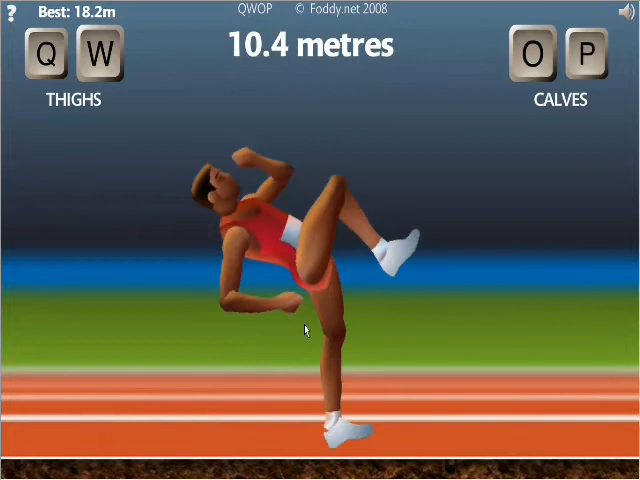 ?
Best: 18.2m
QWOP © Foddy.net 2008
10.4 metres
Q W
O P
THIGHS
CALVES